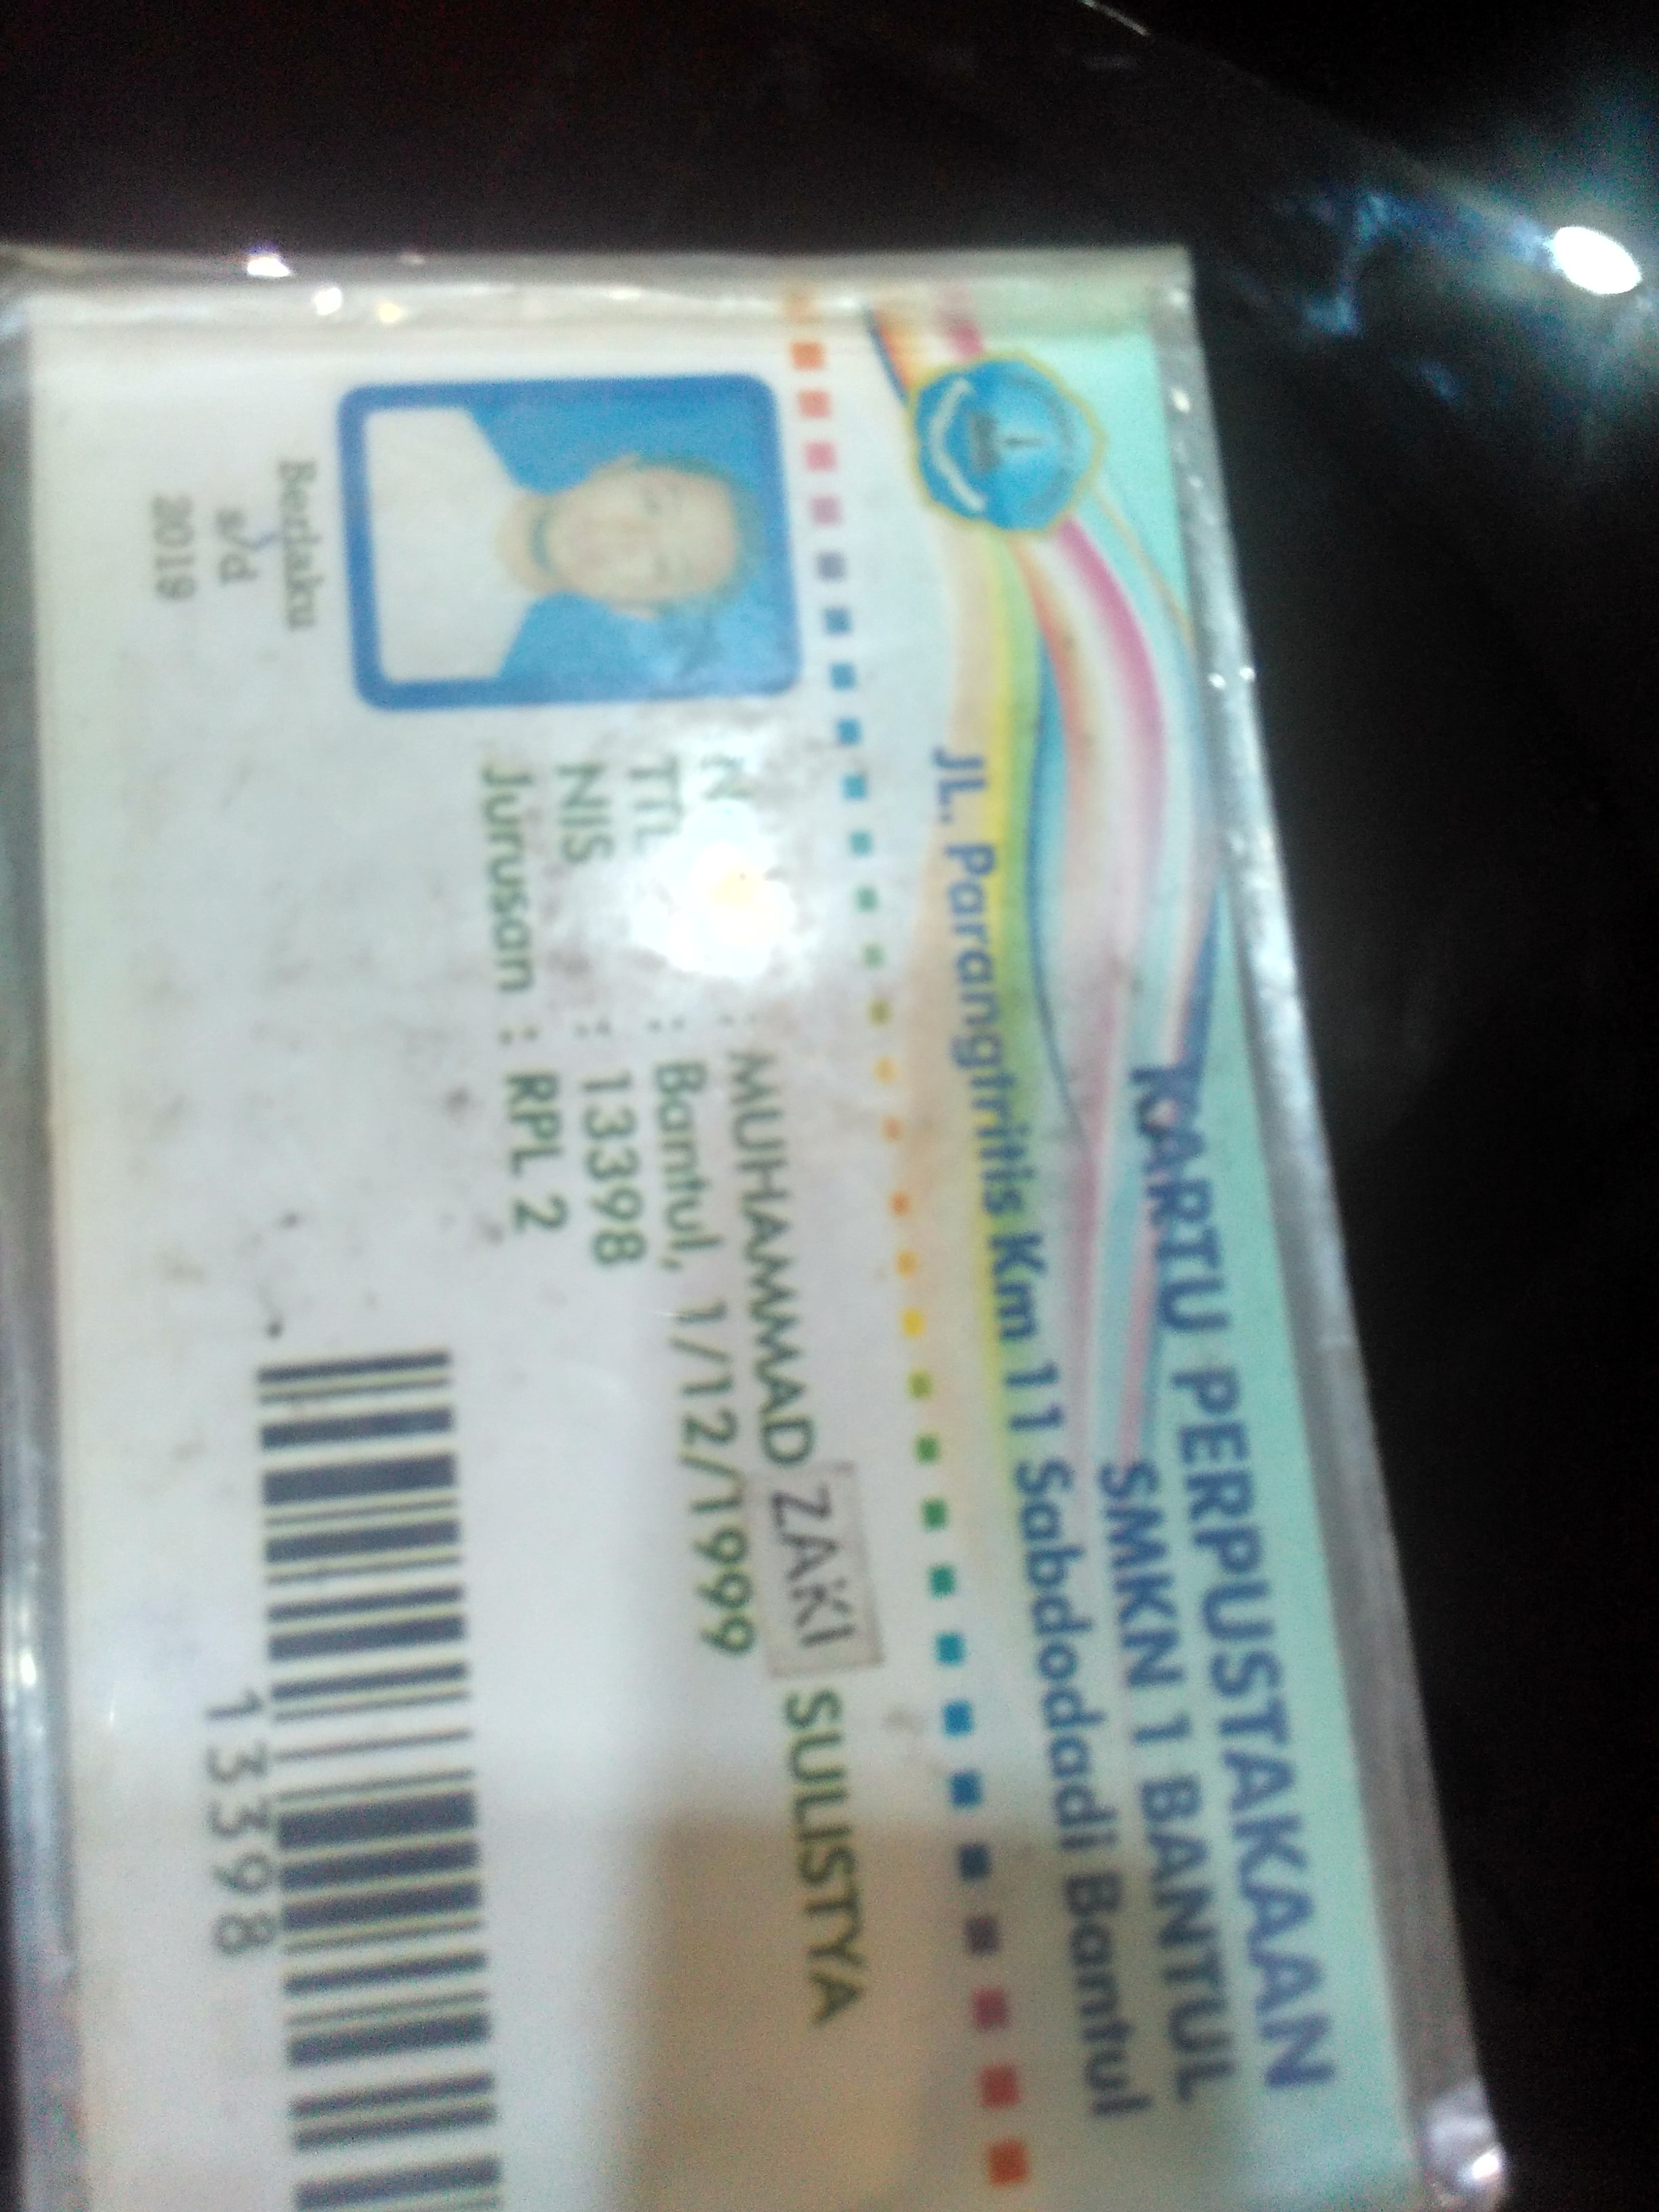 KARTU PERPUSTAKAAN
SMKN 1 BANTUL
JL. Parangtritis Km 11 Sabdodadi Bantul
: MUHAMMAD ZAKI SULISTYA
TTL : Bantul, 1/12/1999
NIS : 13398
Jurusan : RPL 2
Berlaku
s/d
2019
13398